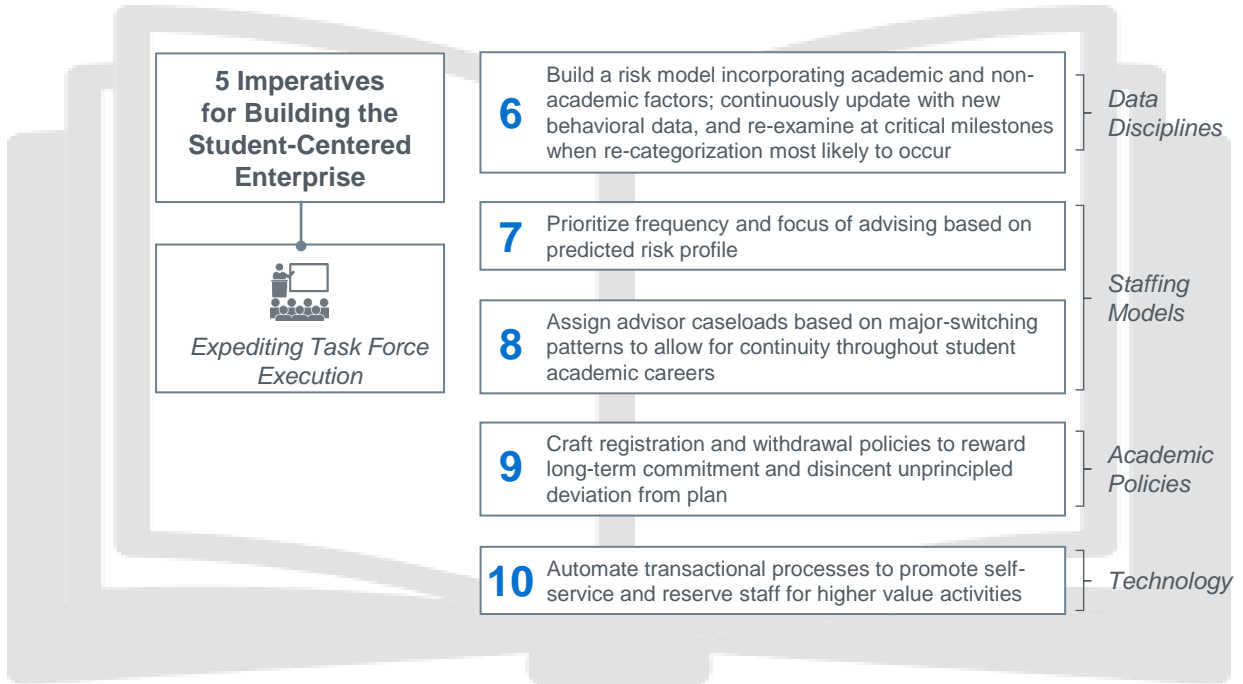 5 Imperatives
for Building the
Student-Centered
Enterprise
Expediting Task Force
Execution
6
Build a risk model incorporating academic and non-
academic factors; continuously update with new
behavioral data, and re-examine at critical milestones
when re-categorization most likely to occur
Data
Disciplines
7
Prioritize frequency and focus of advising based on
predicted risk profile
8
Assign advisor caseloads based on major-switching
patterns to allow for continuity throughout student
academic careers
Staffing
Models
9
Craft registration and withdrawal policies to reward
long-term commitment and disincent unprincipled
deviation from plan
Academic
Policies
10
Automate transactional processes to promote self-
service and reserve staff for higher value activities
Technology